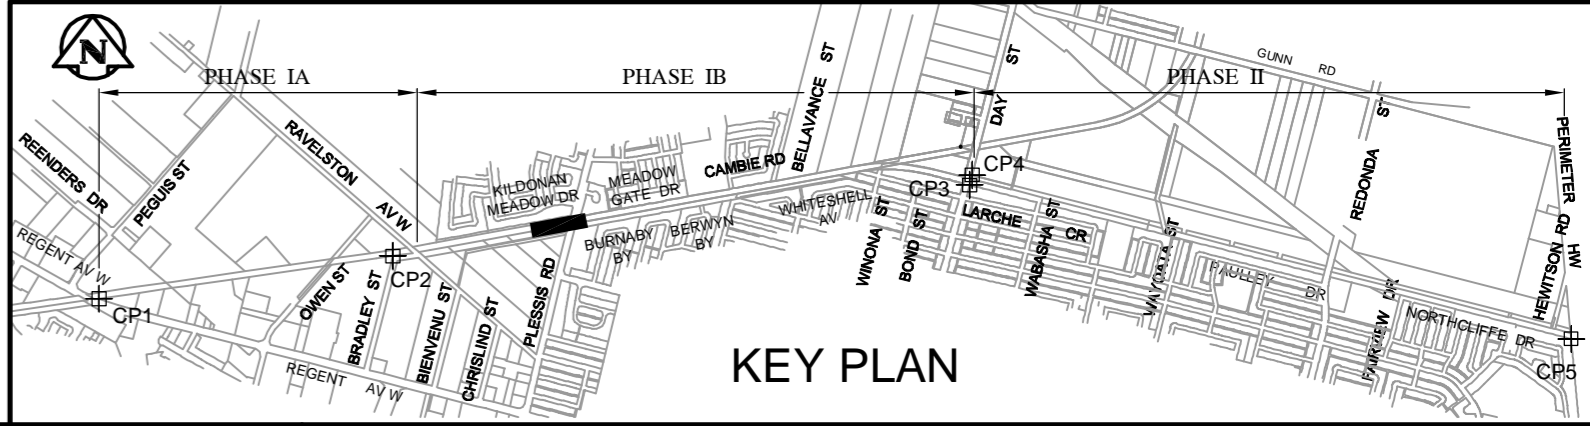 N
PHASE IA
PHASE IB
PHASE II
GUNN RD
REENDERS DR
PEGUIS ST
RAVELSTON
AV W
REGENT AV W
CP1
OWEN ST
BRADLEY ST
CP2
BIENVENU ST
CHRISLIND ST
PLESSIS RD
REGENT AV W
KILDONAN
MEADOW DR
MEADOW
GATE DR
CAMBIE RD
BELLAVANCE ST
BURNABY
BY
BERWYN
BY
WHITESHELL
AV
DAY ST
CP3
CP4
WINONA ST
BOND ST
LARCHE CR
WABASHA ST
WAYOATA ST
PAULLEY DR
REDONDA ST
FAIRVIEW DR
NORTHCLIFFE DR
PERIMETER HW
HEWITSON RD
CP5
KEY PLAN